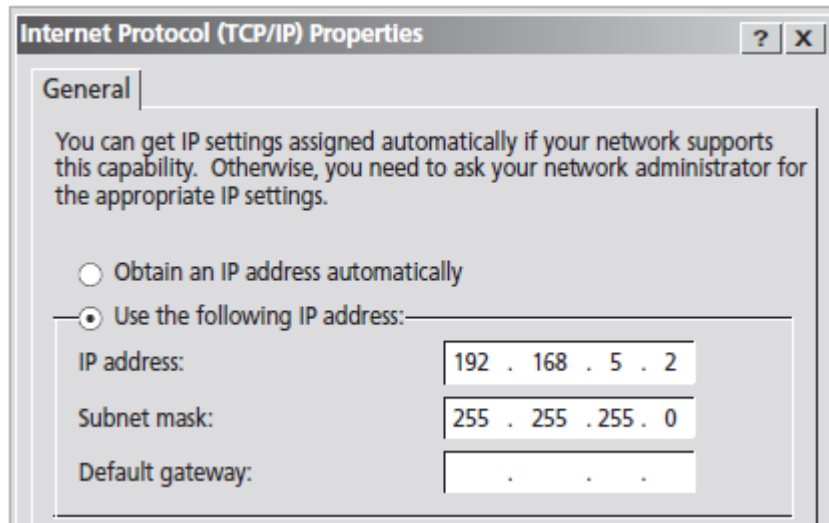 Internet Protocol (TCP/IP) Properties
? X
General
You can get IP settings assigned automatically if your network supports
this capability. Otherwise, you need to ask your network administrator for
the appropriate IP settings.
Obtain an IP address automatically
Use the following IP address:
IP address: 192 . 168 . 5 . 2
Subnet mask: 255 . 255 . 255 . 0
Default gateway: . . .